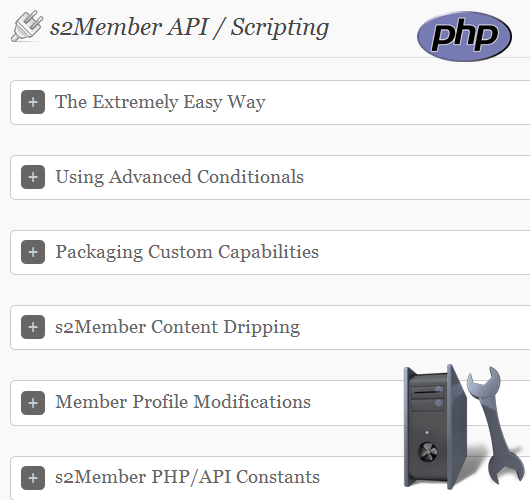 s2Member API / Scripting
php
The Extremely Easy Way
Using Advanced Conditionals
Packaging Custom Capabilities
s2Member Content Dripping
Member Profile Modifications
s2Member PHP/API Constants